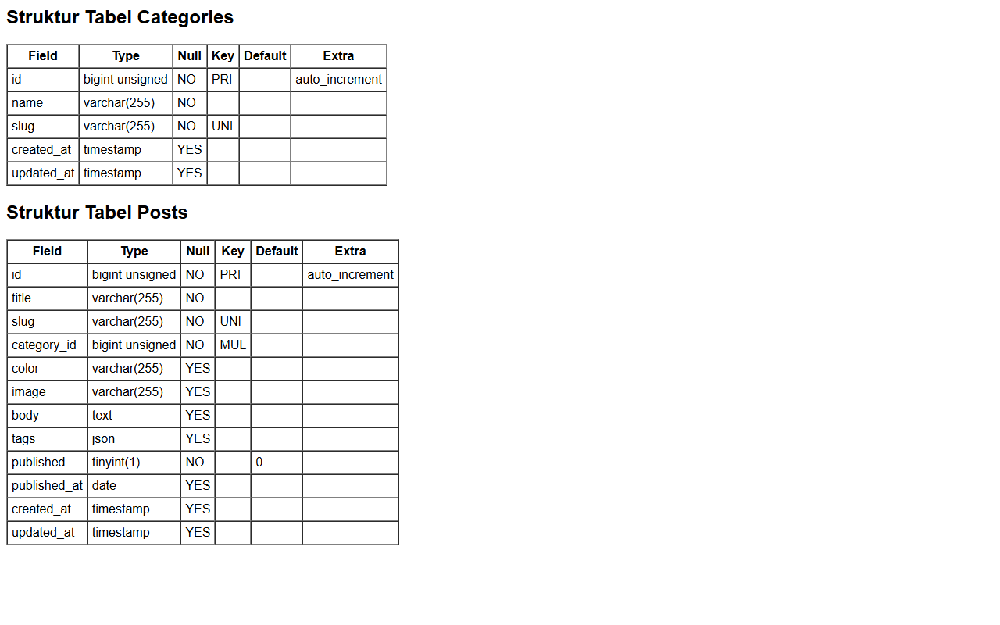 Struktur Tabel Categories
Field Type Null Key Default Extra
id bigint unsigned NO PRI auto_increment
name varchar(255) NO
slug varchar(255) NO UNI
created_at timestamp YES
updated_at timestamp YES
Struktur Tabel Posts
Field Type Null Key Default Extra
id bigint unsigned NO PRI auto_increment
title varchar(255) NO
slug varchar(255) NO UNI
category_id bigint unsigned NO MUL
color varchar(255) YES
image varchar(255) YES
body text YES
tags json YES
published tinyint(1) NO 0
published_at date YES
created_at timestamp YES
updated_at timestamp YES